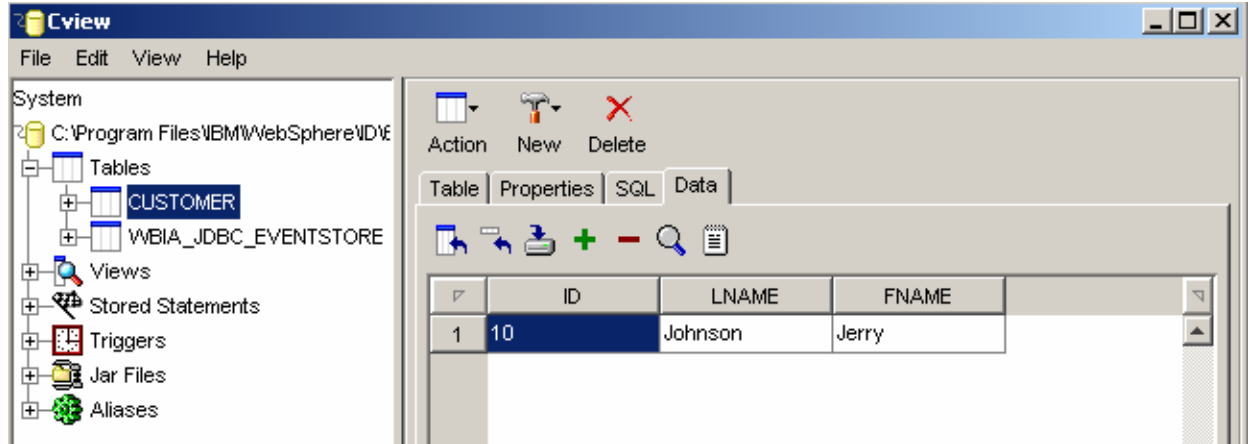 Cview
File Edit View Help
System
C:\Program Files\IBM\WebSphere\ID\
Tables
CUSTOMER
WBIA_JDBC_EVENTSTORE
Views
Stored Statements
Triggers
Jar Files
Aliases
Action New Delete
Table Properties SQL Data
ID LNAME FNAME
1 10 Johnson Jerry